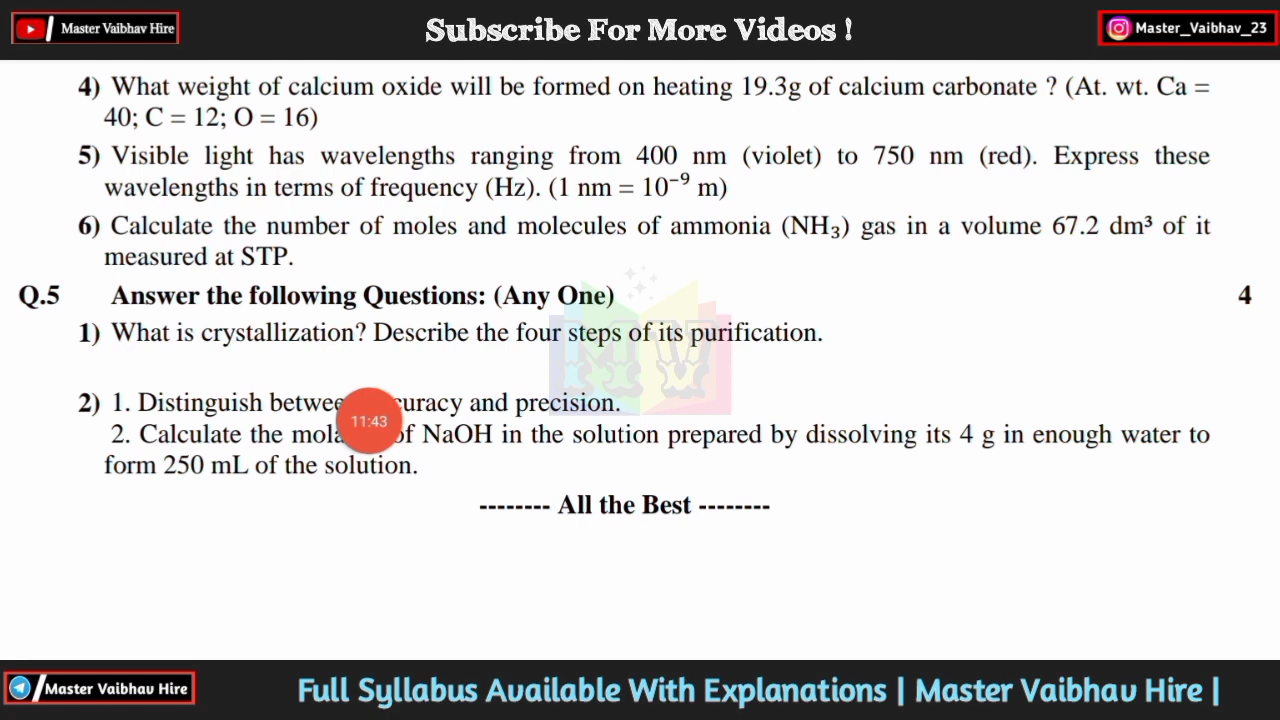 Master Vaibhav Hire
Subscribe For More Videos !
Master_Vaibhav_23
4) What weight of calcium oxide will be formed on heating 19.3g of calcium carbonate ? (At. wt. Ca =
40; C = 12; O = 16)
5) Visible light has wavelengths ranging from 400 nm (violet) to 750 nm (red). Express these
wavelengths in terms of frequency (Hz). (1 nm = 10⁻⁹ m)
6) Calculate the number of moles and molecules of ammonia (NH₃) gas in a volume 67.2 dm³ of it
measured at STP.
Q.5 Answer the following Questions: (Any One) 4
1) What is crystallization? Describe the four steps of its purification.
MVH
2) 1. Distinguish between accuracy and precision.
11:43
2. Calculate the of NaOH in the solution prepared by dissolving its 4 g in enough water to
form 250 mL of the solution.
-------- All the Best --------
Master Vaibhav Hire
Full Syllabus Available With Explanations | Master Vaibhav Hire |